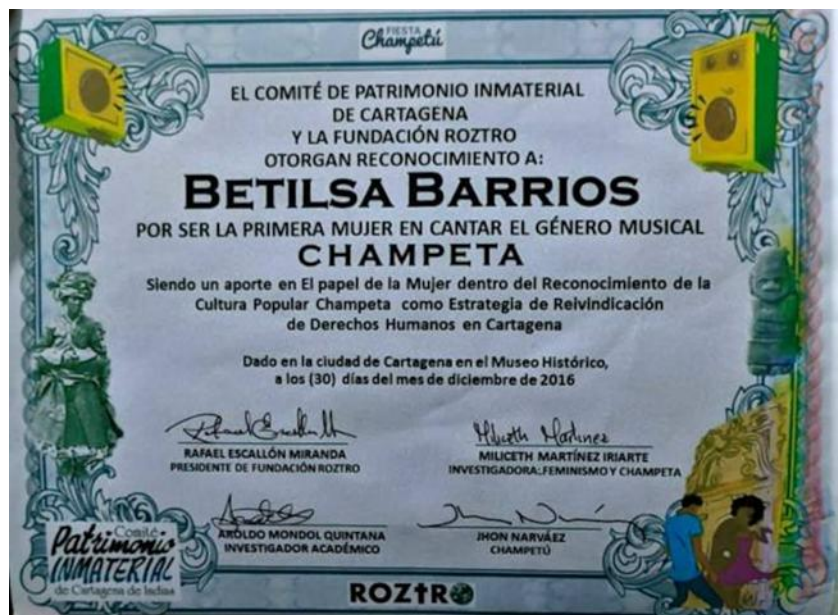 FIESTA
Champetú
EL COMITÉ DE PATRIMONIO INMATERIAL
DE CARTAGENA
Y LA FUNDACIÓN ROZTRO
OTORGAN RECONOCIMIENTO A:
BETILSA BARRIOS
POR SER LA PRIMERA MUJER EN CANTAR EL GÉNERO MUSICAL
CHAMPETA
Siendo un aporte en El papel de la Mujer dentro del Reconocimiento de la
Cultura Popular Champeta como Estrategia de Reivindicación
de Derechos Humanos en Cartagena
Dado en la ciudad de Cartagena en el Museo Histórico,
a los (30) días del mes de diciembre de 2016
Rafael Escallón M
RAFAEL ESCALLÓN MIRANDA
PRESIDENTE DE FUNDACIÓN ROZTRO
Miliceth Martinez
MILICETH MARTÍNEZ IRIARTE
INVESTIGADORA:,FEMINISMO Y CHAMPETA
AROLDO MONDOL QUINTANA
INVESTIGADOR ACADÉMICO
JHON NARVÁEZ
CHAMPETÚ
Comité
Patrimonio
INMATERIAL
de Cartagena de Indias
ROZTRO